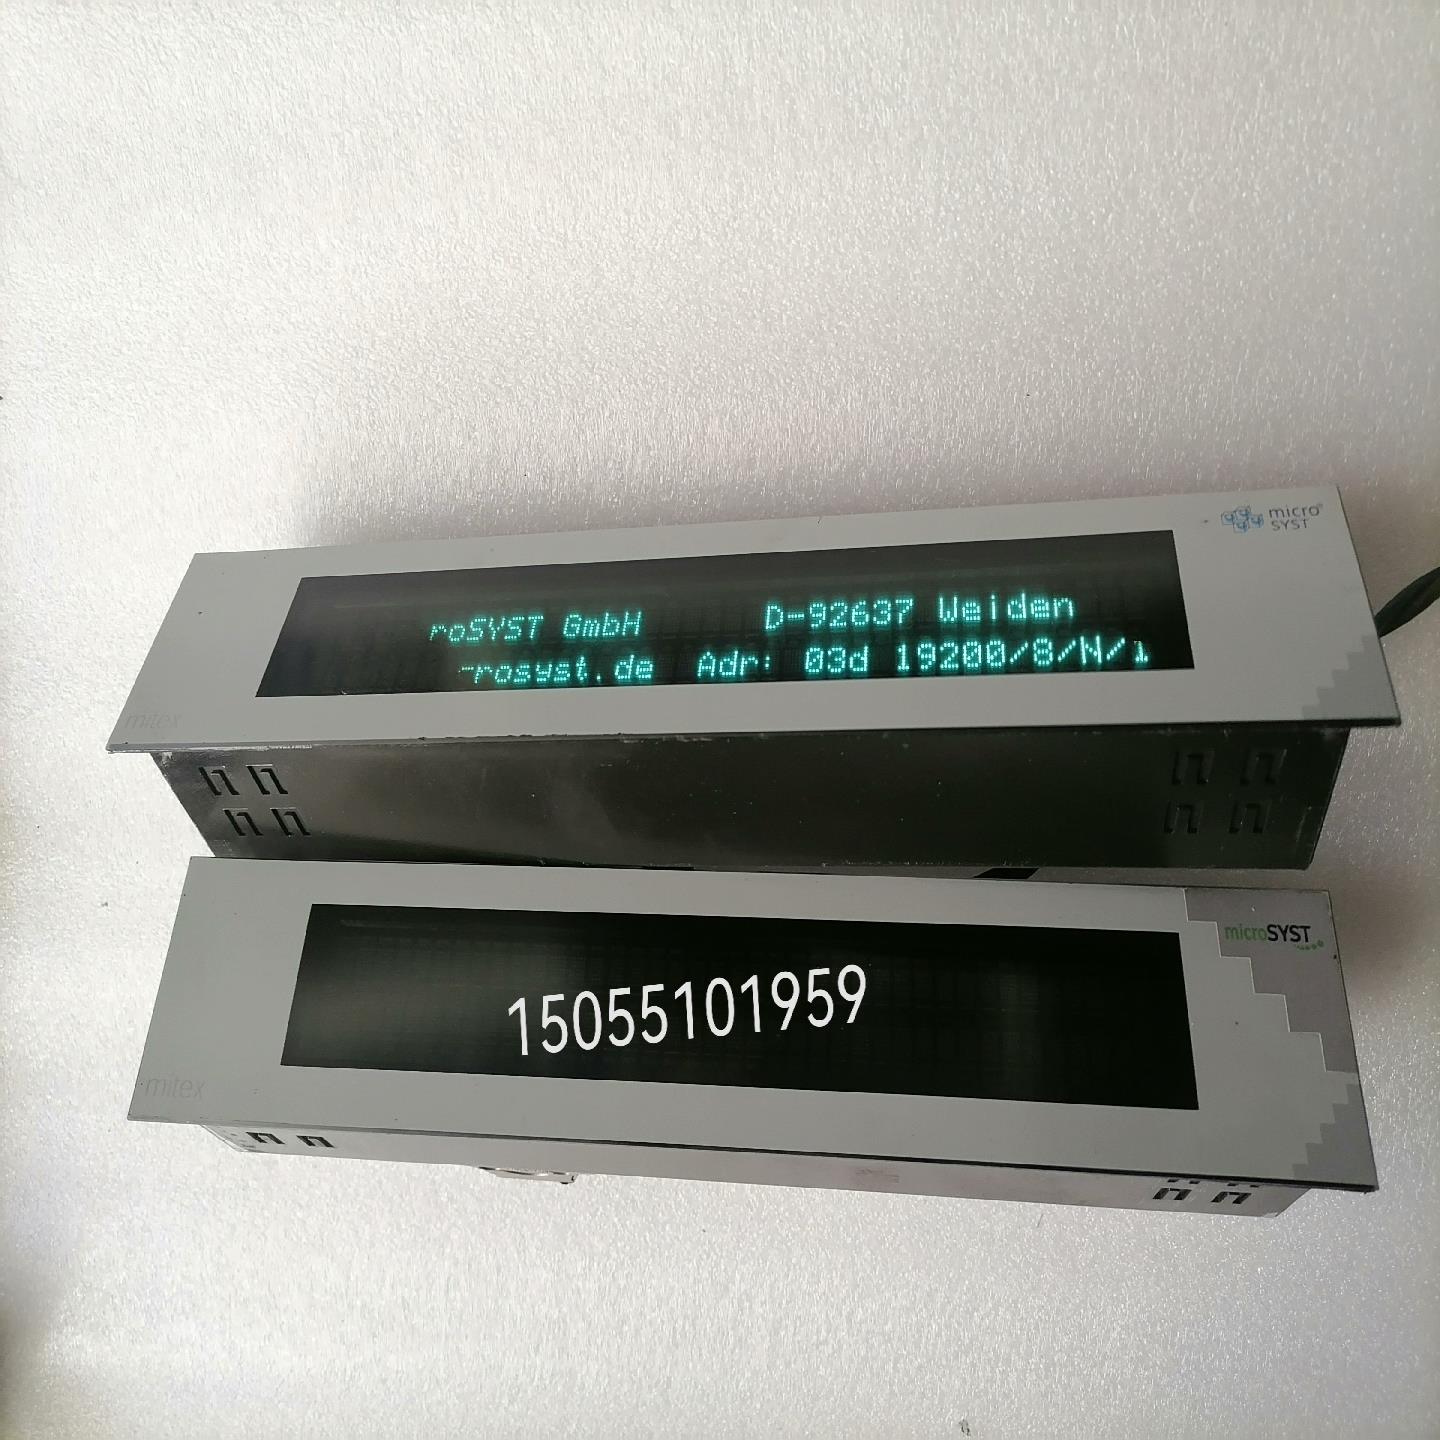 micro
SYST
roSYST GmbH D-92637 Weiden
rosyst.de Adr: 03d 19200/8/N/1
mitex
microSYST
15055101959
mitex